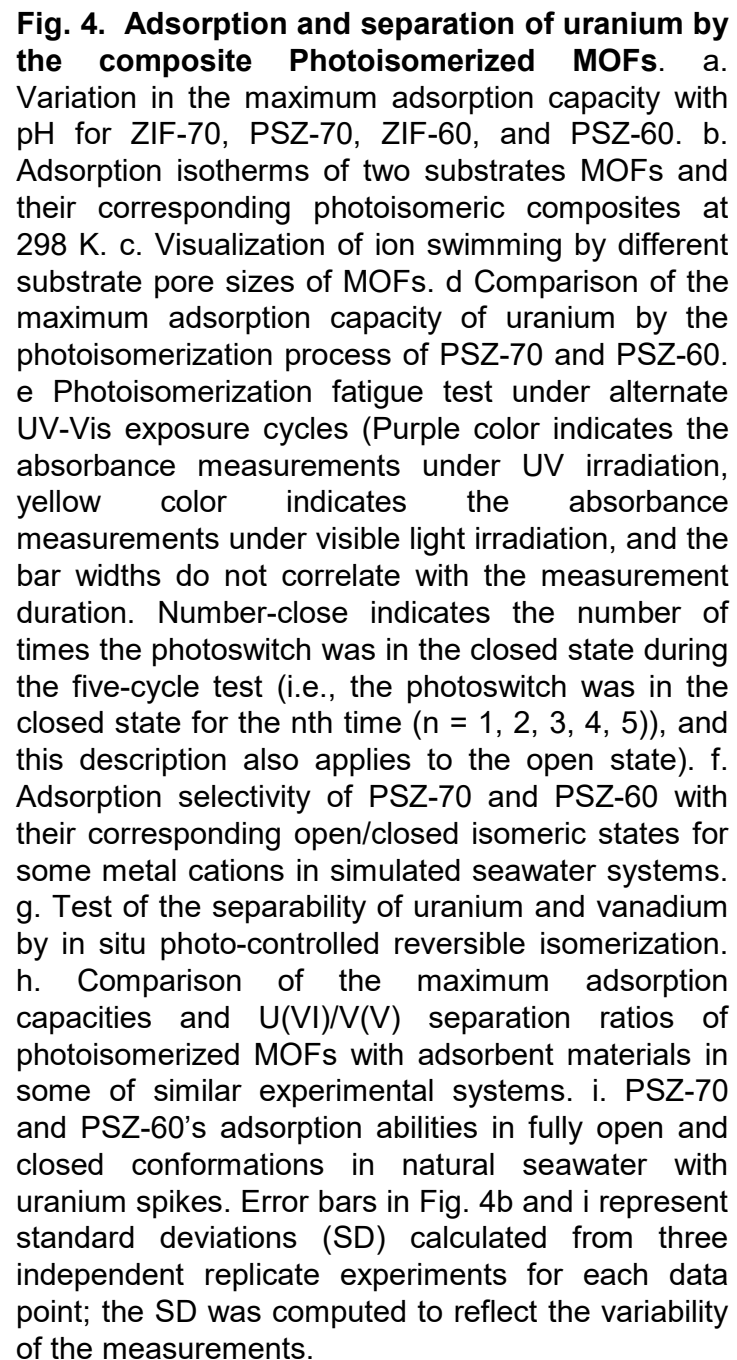 Fig. 4. Adsorption and separation of uranium by
the composite Photoisomerized MOFs. a.
Variation in the maximum adsorption capacity with
pH for ZIF-70, PSZ-70, ZIF-60, and PSZ-60. b.
Adsorption isotherms of two substrates MOFs and
their corresponding photoisomeric composites at
298 K. c. Visualization of ion swimming by different
substrate pore sizes of MOFs. d Comparison of the
maximum adsorption capacity of uranium by the
photoisomerization process of PSZ-70 and PSZ-60.
e Photoisomerization fatigue test under alternate
UV-Vis exposure cycles (Purple color indicates the
absorbance measurements under UV irradiation,
yellow color indicates the absorbance
measurements under visible light irradiation, and the
bar widths do not correlate with the measurement
duration. Number-close indicates the number of
times the photoswitch was in the closed state during
the five-cycle test (i.e., the photoswitch was in the
closed state for the nth time (n = 1, 2, 3, 4, 5)), and
this description also applies to the open state). f.
Adsorption selectivity of PSZ-70 and PSZ-60 with
their corresponding open/closed isomeric states for
some metal cations in simulated seawater systems.
g. Test of the separability of uranium and vanadium
by in situ photo-controlled reversible isomerization.
h. Comparison of the maximum adsorption
capacities and U(VI)/V(V) separation ratios of
photoisomerized MOFs with adsorbent materials in
some of similar experimental systems. i. PSZ-70
and PSZ-60's adsorption abilities in fully open and
closed conformations in natural seawater with
uranium spikes. Error bars in Fig. 4b and i represent
standard deviations (SD) calculated from three
independent replicate experiments for each data
point; the SD was computed to reflect the variability
of the measurements.